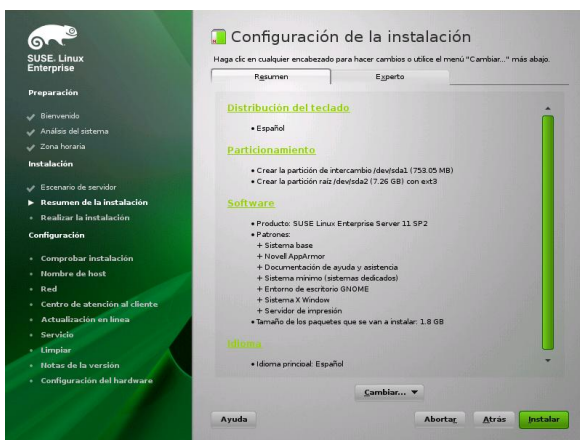 SUSE. Linux
Enterprise
Preparación
Bienvenido
Análisis del sistema
Zona horaria
Instalación
Escenario de servidor
Resumen de la instalación
Realizar la instalación
Configuración
Comprobar instalación
Nombre de host
Red
Centro de atención al cliente
Actualización en línea
Servicio
Limpiar
Notas de la versión
Configuración del hardware
Configuración de la instalación
Haga clic en cualquier encabezado para hacer cambios o utilice el menú "Cambiar..." más abajo.
Resumen
Experto
Distribución del teclado
• Español
Particionamiento
• Crear la partición de intercambio /dev/sda1 (753.05 MB)
• Crear la partición raíz /dev/sda2 (7.26 GB) con ext3
Software
• Producto: SUSE Linux Enterprise Server 11 SP2
• Patrones:
+ Sistema base
+ Novell AppArmor
+ Documentación de ayuda y asistencia
+ Sistema mínimo (sistemas dedicados)
+ Entorno de escritorio GNOME
+ Sistema X Window
+ Servidor de impresión
• Tamaño de los paquetes que se van a instalar: 1.8 GB
Idioma
• Idioma principal: Español
Cambiar...
Ayuda
Abortar
Atrás
Instalar